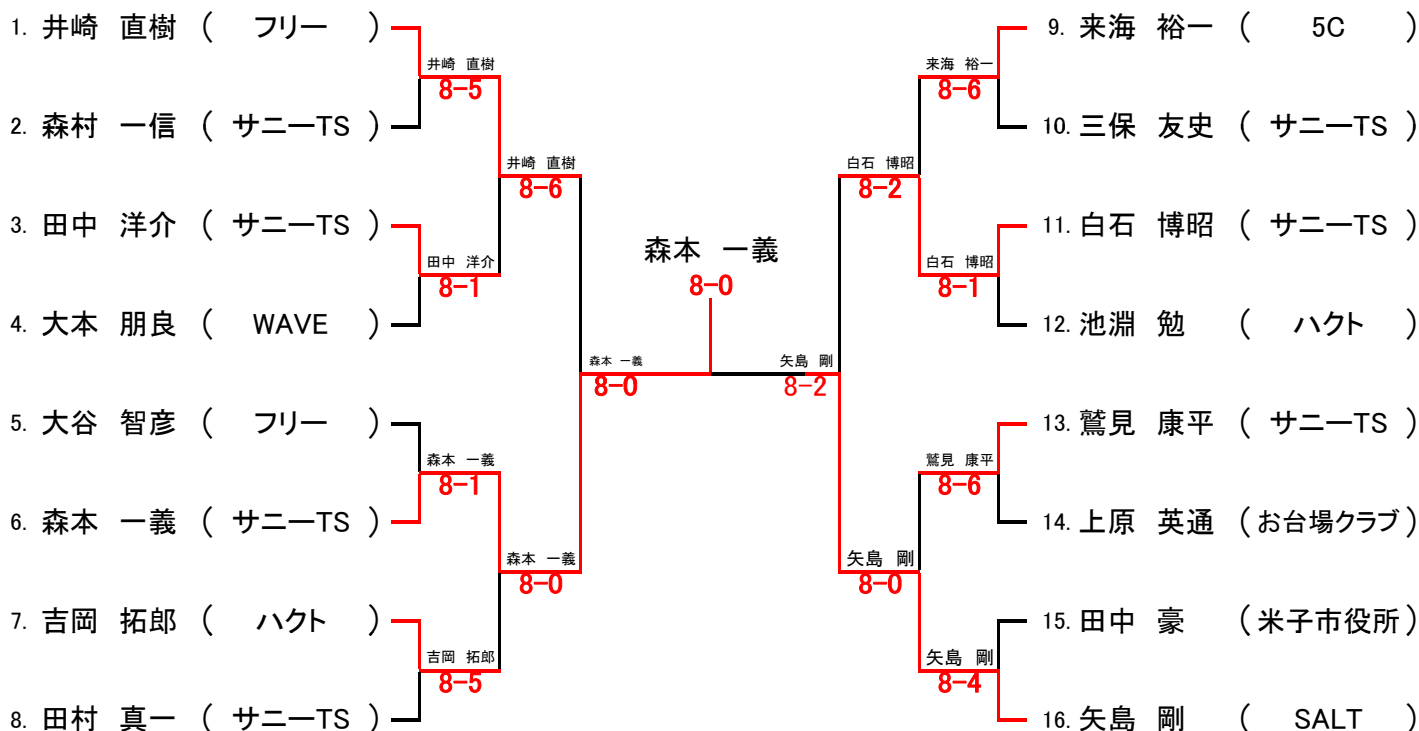 1. 井崎 直樹 ( フリー )
井崎 直樹
8-5
2. 森村 一信 ( サニーTS )
井崎 直樹
8-6
3. 田中 洋介 ( サニーTS )
田中 洋介
8-1
4. 大本 朋良 ( WAVE )
森本 一義
8-0
5. 大谷 智彦 ( フリー )
森本 一義
8-1
6. 森本 一義 ( サニーTS )
森本 一義
8-0
7. 吉岡 拓郎 ( ハクト )
吉岡 拓郎
8-5
8. 田村 真一 ( サニーTS )
森本 一義
8-0
9. 来海 裕一 ( 5C )
来海 裕一
8-6
10. 三保 友史 ( サニーTS )
白石 博昭
8-2
11. 白石 博昭 ( サニーTS )
白石 博昭
8-1
12. 池淵 勉 ( ハクト )
矢島 剛
8-2
13. 鷲見 康平 ( サニーTS )
鷲見 康平
8-6
14. 上原 英通 (お台場クラブ)
矢島 剛
8-0
15. 田中 豪 (米子市役所)
矢島 剛
8-4
16. 矢島 剛 ( SALT )